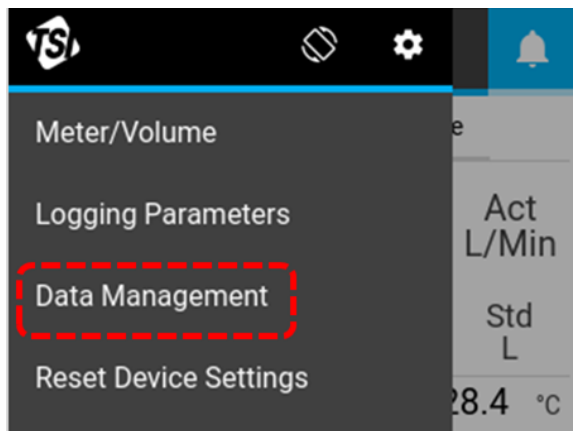 TSI
e
Meter/Volume
Logging Parameters
Act
L/Min
Data Management
Std
L
Reset Device Settings
28.4 °C